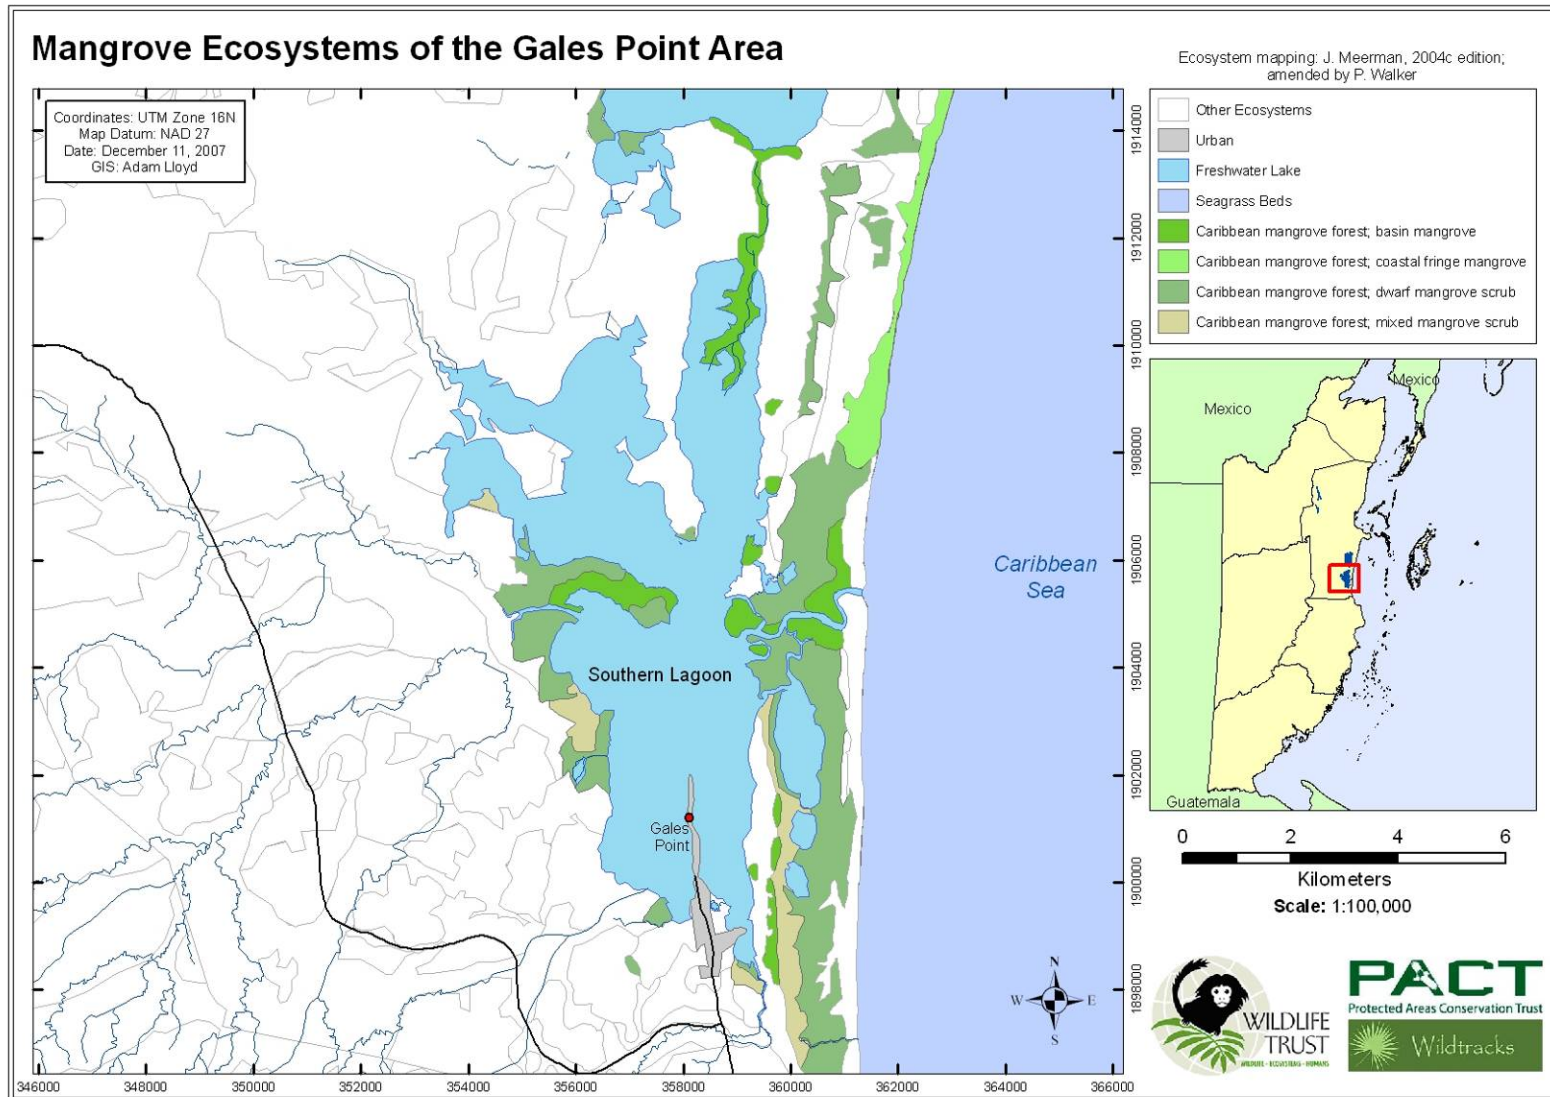 Mangrove Ecosystems of the Gales Point Area
Ecosystem mapping: J. Meerman, 2004c edition;
amended by P. Walker
Coordinates: UTM Zone 16N
Map Datum: NAD 27
Date: December 11, 2007
GIS: Adam Lloyd
Other Ecosystems
Urban
Freshwater Lake
Seagrass Beds
Caribbean mangrove forest; basin mangrove
Caribbean mangrove forest; coastal fringe mangrove
Caribbean mangrove forest; dwarf mangrove scrub
Caribbean mangrove forest; mixed mangrove scrub
1914000
1912000
1910000
1908000
1906000
1904000
1902000
1900000
1898000
Caribbean
Sea
Southern Lagoon
Gales
Point
Mexico
Mexico
Guatemala
0 2 4 6
Kilometers
Scale: 1:100,000
N
W E
S
WILDLIFE
TRUST
WILDLIFE - ECOSYSTEMS - HUMANS
PACT
Protected Areas Conservation Trust
Wildtracks
346000 348000 350000 352000 354000 356000 358000 360000 362000 364000 366000